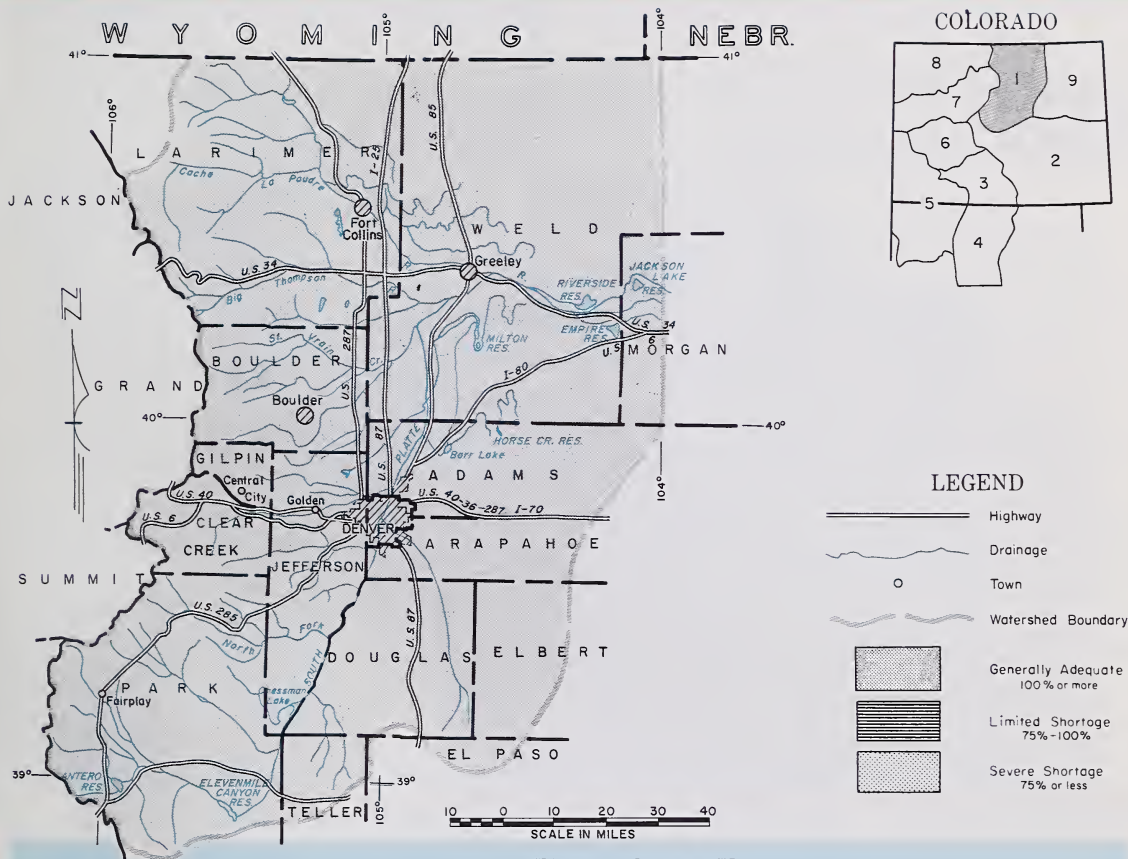 W Y O M I N G
NEBR.
COLORADO
105°
104°
41°
41°
106°
8
1
9
7
6
2
3
5
4
U.S. 85
I-25
L A R I M E R
Cache
La Poudre
JACKSON
Fort
Collins
W E L D
Greeley
U.S. 34
Big
Thompson
R.
R.
JACKSON
LAKE
RES.
RIVERSIDE
RES.
EMPIRE
RES.
U.S.
34
6
U.S.
MORGAN
N
St. Vrain
Cr.
MILTON
RES.
BOULDER
U.S. 287
I-80
GRAND
Boulder
40°
40°
U.S. 87
PLATTE
HORSE CR. RES.
Barr Lake
GILPIN
Central
City
Golden
ADAMS
104°
LEGEND
U.S. 40
U.S. 6
U.S. 40-36-287 I-70
CLEAR
CREEK
DENVER
ARAPAHOE
Highway
Drainage
SUMMIT
JEFFERSON
Town
U.S. 285
U.S. 87
Watershed Boundary
North
Fork
SOUTH
DOUGLAS
ELBERT
Generally Adequate
100% or more
PARK
Cressman
Lake
Fairplay
Limited Shortage
75%-100%
EL PASO
39°
39°
ANTERO
RES.
ELEVENMILE
CANYON
RES.
Severe Shortage
75% or less
TELLER
105°
10 0 10 20 30 40
SCALE IN MILES